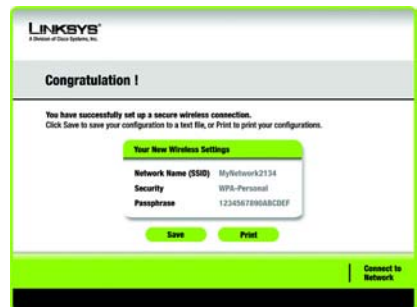 LINKSYS®
A Division of Cisco Systems, Inc.
Congratulation !
You have successfully set up a secure wireless connection.
Click Save to save your configuration to a text file, or Print to print your configurations.
Your New Wireless Settings
Network Name (SSID) MyNetwork2134
Security WPA-Personal
Passphrase 1234567890ABCDEF
Save Print
Connect to
Network